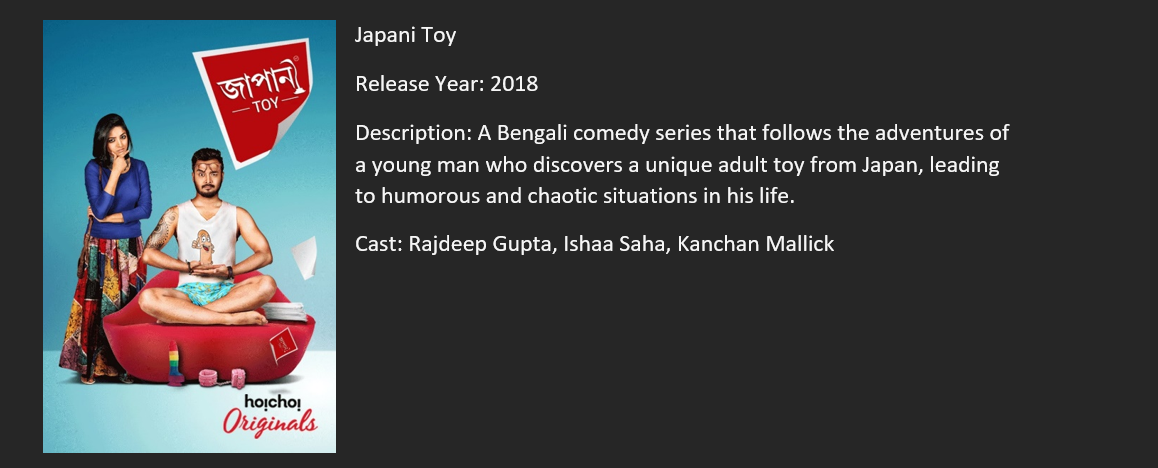 জাপানী
TOY
hoichoi
Originals
Japani Toy
Release Year: 2018
Description: A Bengali comedy series that follows the adventures of
a young man who discovers a unique adult toy from Japan, leading
to humorous and chaotic situations in his life.
Cast: Rajdeep Gupta, Ishaa Saha, Kanchan Mallick